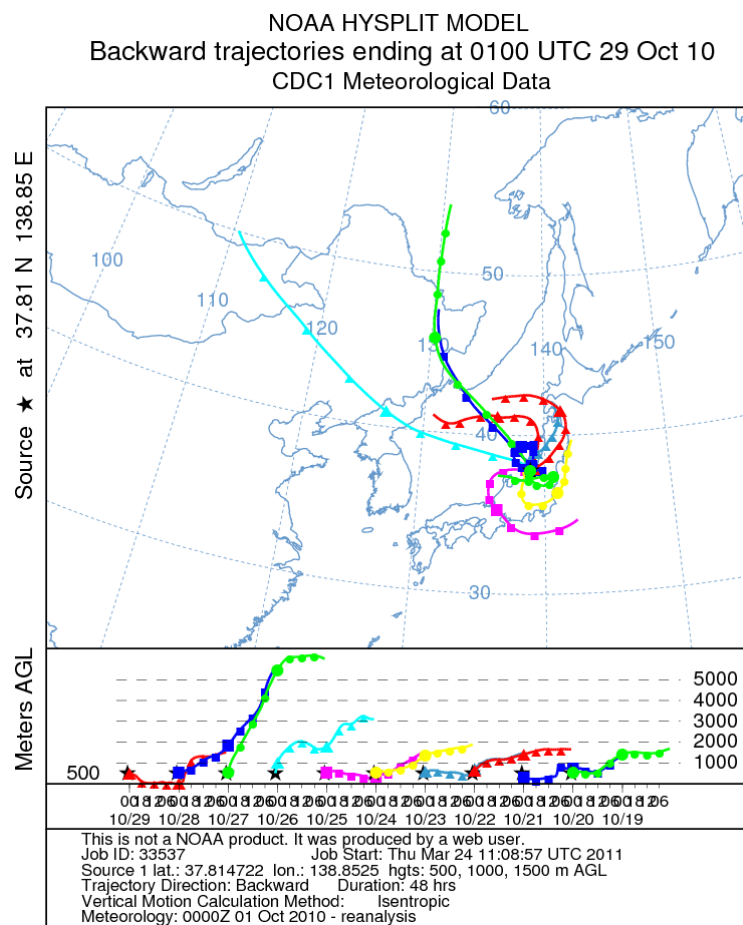 NOAA HYSPLIT MODEL
Backward trajectories ending at 0100 UTC 29 Oct 10
CDC1 Meteorological Data
Source ★ at 37.81 N 138.85 E
60
100
50
110
120
150
140
40
30
Meters AGL
5000
4000
3000
2000
1000
500
10/29 10/28 10/27 10/26 10/25 10/24 10/23 10/22 10/21 10/20 10/19
This is not a NOAA product. It was produced by a web user.
Job ID: 33537 Job Start: Thu Mar 24 11:08:57 UTC 2011
Source 1 lat.: 37.814722 lon.: 138.8525 hgts: 500, 1000, 1500 m AGL
Trajectory Direction: Backward Duration: 48 hrs
Vertical Motion Calculation Method: Isentropic
Meteorology: 0000Z 01 Oct 2010 - reanalysis